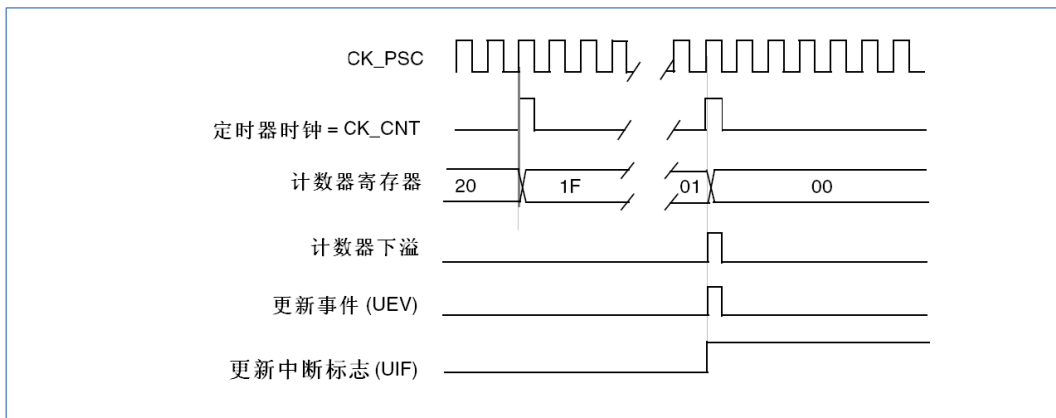 CK_PSC
定时器时钟 = CK_CNT
计数器寄存器 20 1F 01 00
计数器下溢
更新事件 (UEV)
更新中断标志 (UIF)